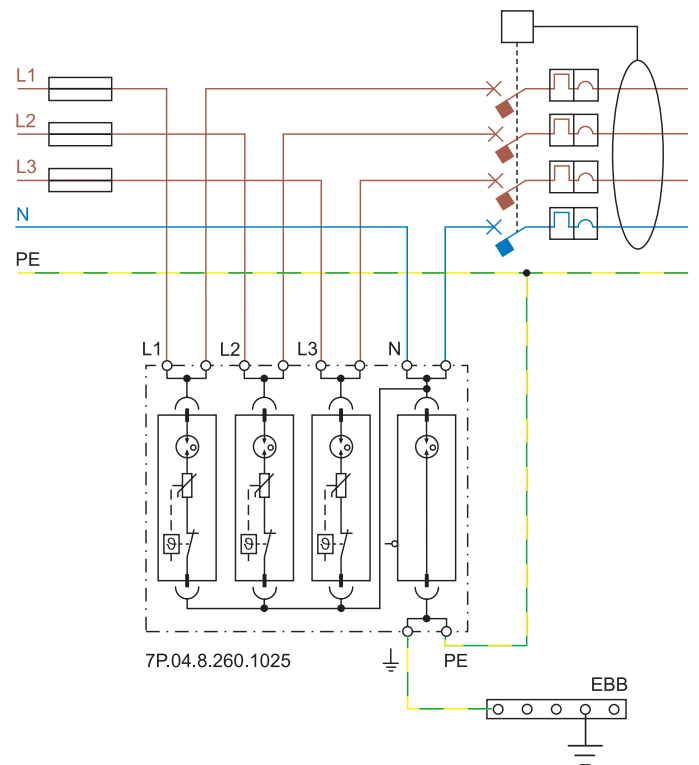 L1
L2
L3
N
PE
L1 L2 L3 N
ϑ ϑ ϑ
7P.04.8.260.1025 PE
EBB